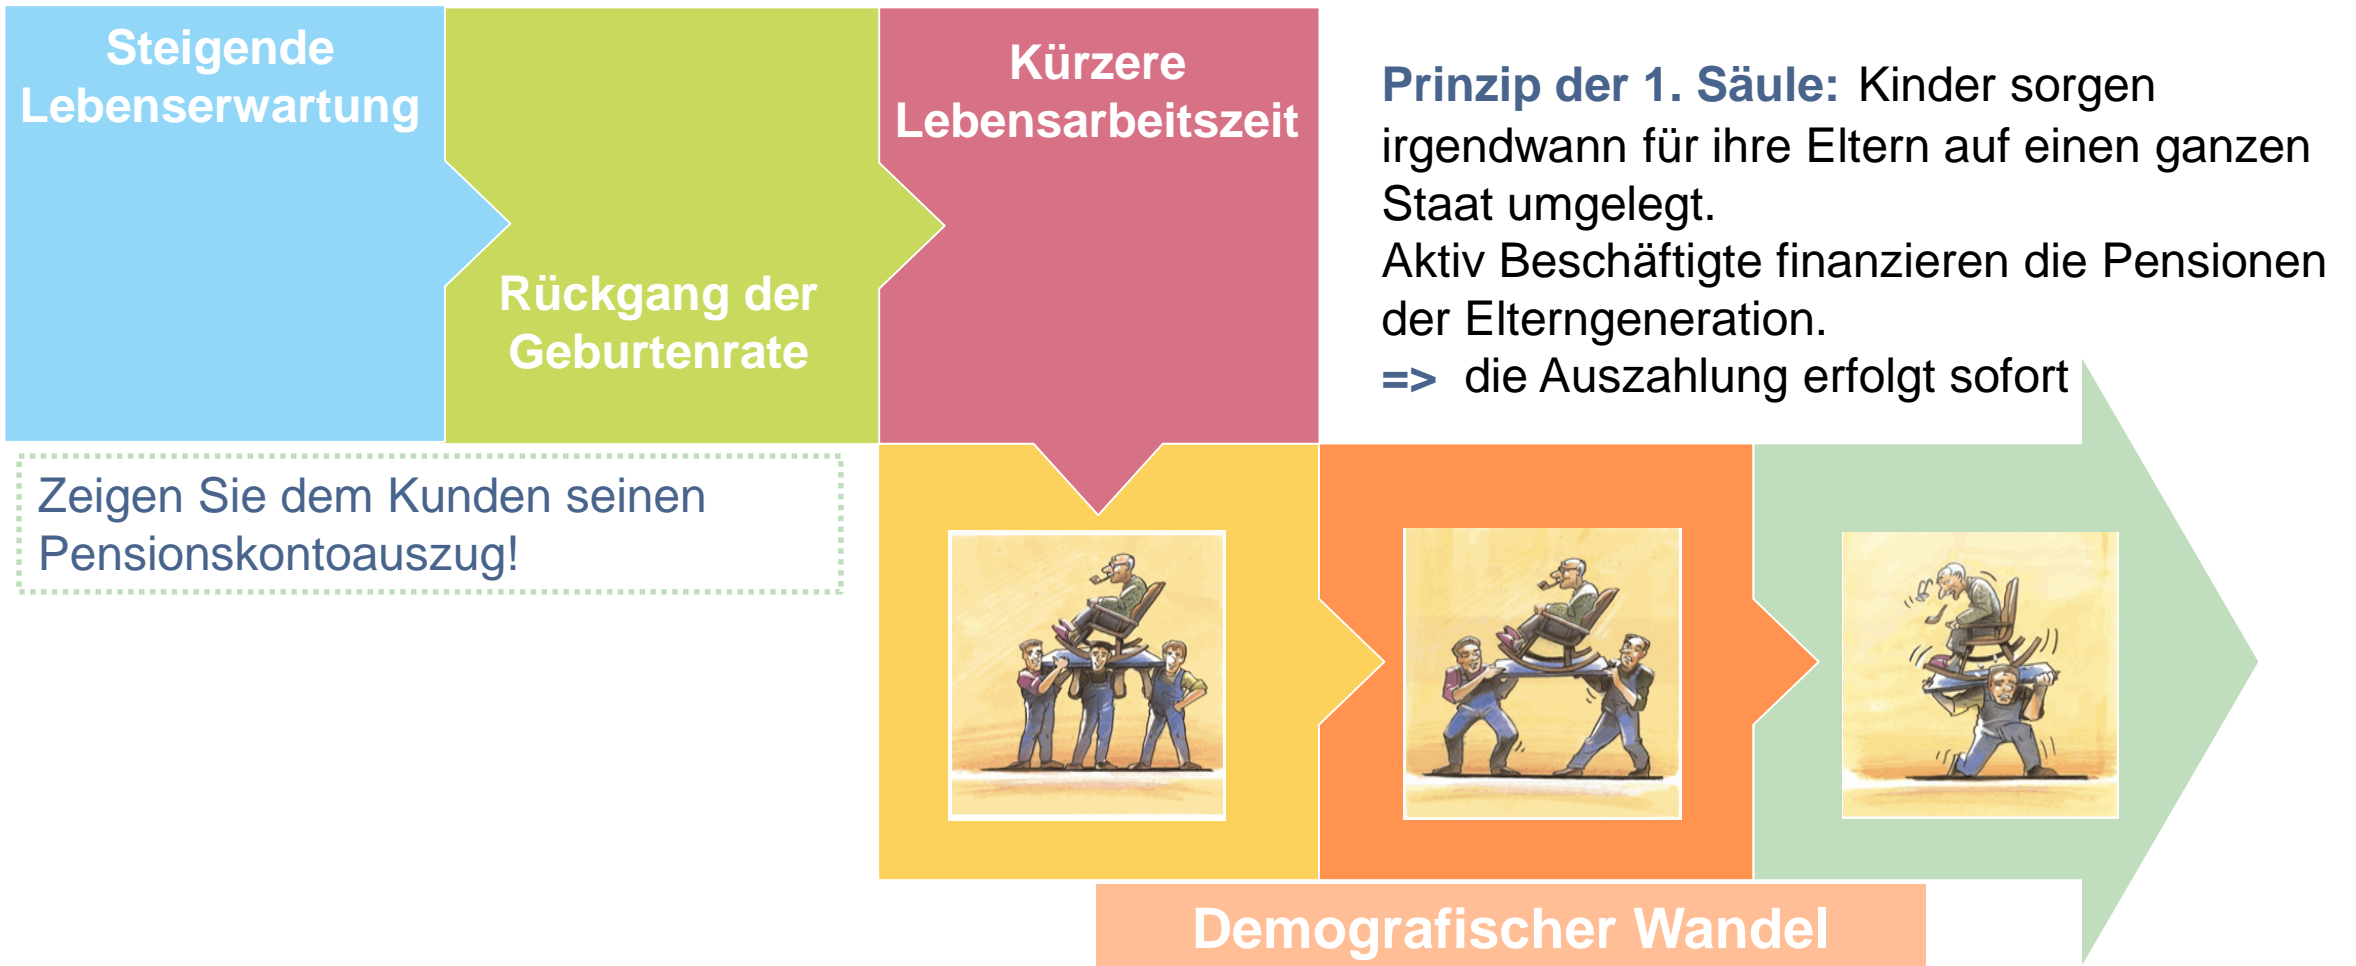 Steigende
Lebenserwartung
Rückgang der
Geburtenrate
Kürzere
Lebensarbeitszeit
Prinzip der 1. Säule: Kinder sorgen
irgendwann für ihre Eltern auf einen ganzen
Staat umgelegt.
Aktiv Beschäftigte finanzieren die Pensionen
der Elterngeneration.
=> die Auszahlung erfolgt sofort
Zeigen Sie dem Kunden seinen
Pensionskontoauszug!
Demografischer Wandel